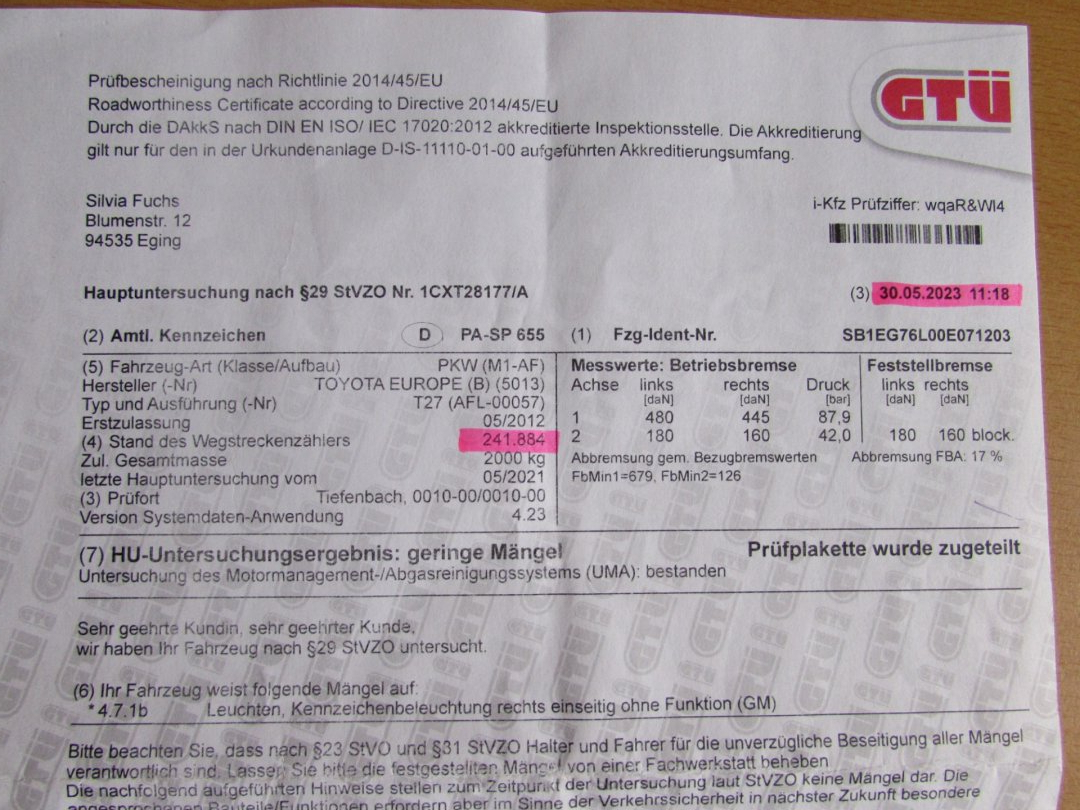 GTÜ
Prüfbescheinigung nach Richtlinie 2014/45/EU
Roadworthiness Certificate according to Directive 2014/45/EU
Durch die DAkkS nach DIN EN ISO/ IEC 17020:2012 akkreditierte Inspektionsstelle. Die Akkreditierung
gilt nur für den in der Urkundenanlage D-IS-11110-01-00 aufgeführten Akkreditierungsumfang.
Silvia Fuchs
Blumenstr. 12
94535 Eging
i-Kfz Prüfziffer: wqaR&Wl4
Hauptuntersuchung nach §29 StVZO Nr. 1CXT28177/A (3) 30.05.2023 11:18
(2) Amtl. Kennzeichen D PA-SP 655 (1) Fzg-Ident-Nr. SB1EG76L00E071203
(5) Fahrzeug-Art (Klasse/Aufbau) PKW (M1-AF)
Hersteller (-Nr) TOYOTA EUROPE (B) (5013)
Typ und Ausführung (-Nr) T27 (AFL-00057)
Erstzulassung 05/2012
(4) Stand des Wegstreckenzählers 241.884
Zul. Gesamtmasse 2000 kg
letzte Hauptuntersuchung vom 05/2021
(3) Prüfort Tiefenbach, 0010-00/0010-00
Version Systemdaten-Anwendung 4.23
Messwerte: Betriebsbremse Feststellbremse
Achse links rechts Druck links rechts
[daN] [daN] [bar] [daN] [daN]
1 480 445 87,9
2 180 160 42,0 180 160 block.
Abbremsung gem. Bezugbremswerten Abbremsung FBA: 17 %
FbMin1=679, FbMin2=126
(7) HU-Untersuchungsergebnis: geringe Mängel Prüfplakette wurde zugeteilt
Untersuchung des Motormanagement-/Abgasreinigungssystems (UMA): bestanden
Sehr geehrte Kundin, sehr geehrter Kunde,
wir haben Ihr Fahrzeug nach §29 StVZO untersucht.
(6) Ihr Fahrzeug weist folgende Mängel auf:
* 4.7.1b Leuchten, Kennzeichenbeleuchtung rechts einseitig ohne Funktion (GM)
Bitte beachten Sie, dass nach §23 StVO und §31 StVZO Halter und Fahrer für die unverzügliche Beseitigung aller Mängel
verantwortlich sind. Lassen Sie bitte die festgestellten Mängel von einer Fachwerkstatt beheben
Die nachfolgend aufgeführten Hinweise stellen zum Zeitpunkt der Untersuchung laut StVZO keine Mängel dar. Die
angesprochenen Bauteile/Funktionen erfordern aber im Sinne der Verkehrssicherheit in nächster Zukunft besondere